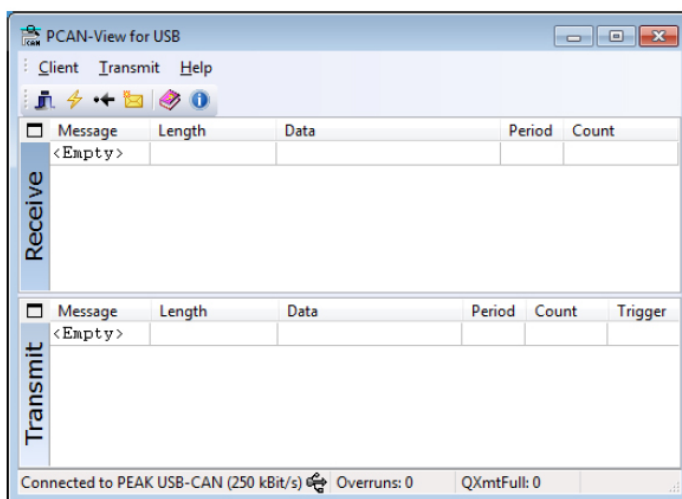 PCAN-View for USB
Client Transmit Help
Message Length Data Period Count
<Empty>
Receive
Message Length Data Period Count Trigger
<Empty>
Transmit
Connected to PEAK USB-CAN (250 kBit/s) Overruns: 0 QXmtFull: 0